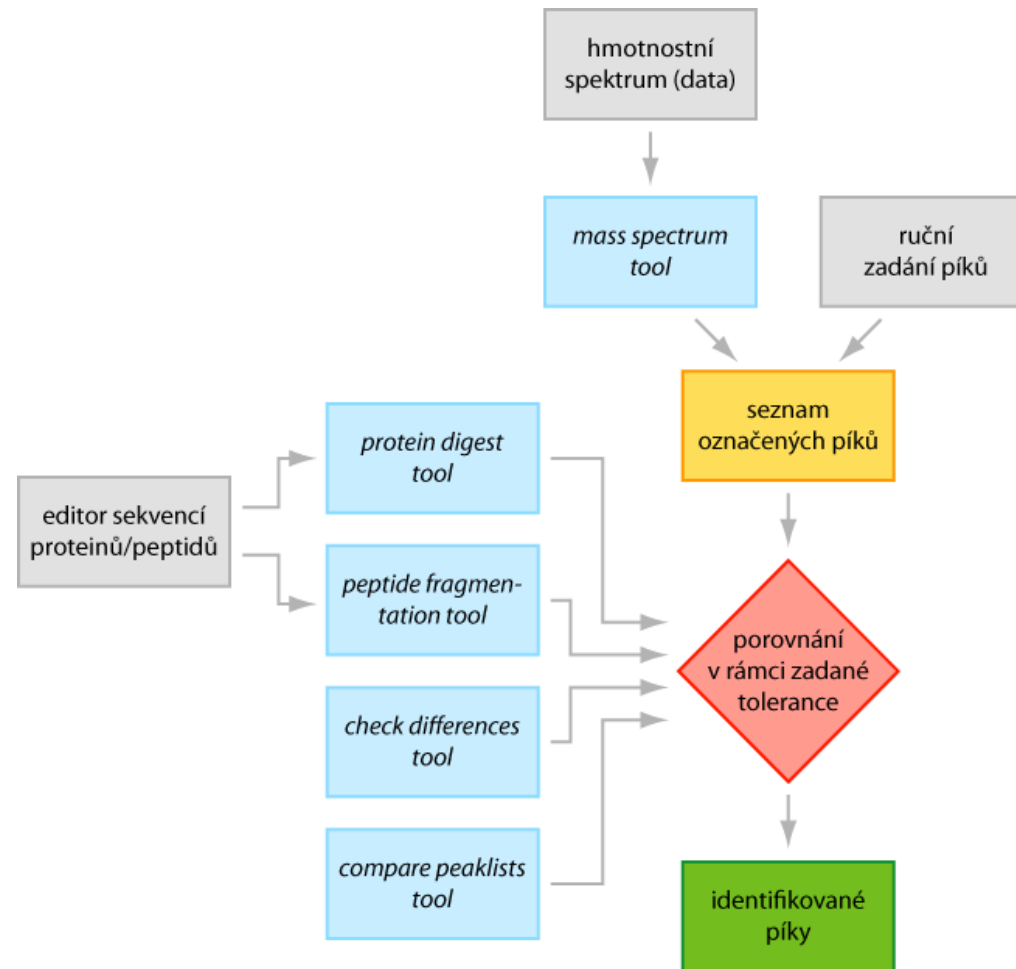 hmotnostní
spektrum (data)
mass spectrum
tool
ruční
zadání píků
seznam
označených píků
protein digest
tool
editor sekvencí
proteinů/peptidů
peptide fragmen-
tation tool
porovnání
v rámci zadané
tolerance
check differences
tool
compare peaklists
tool
identifikované
píky